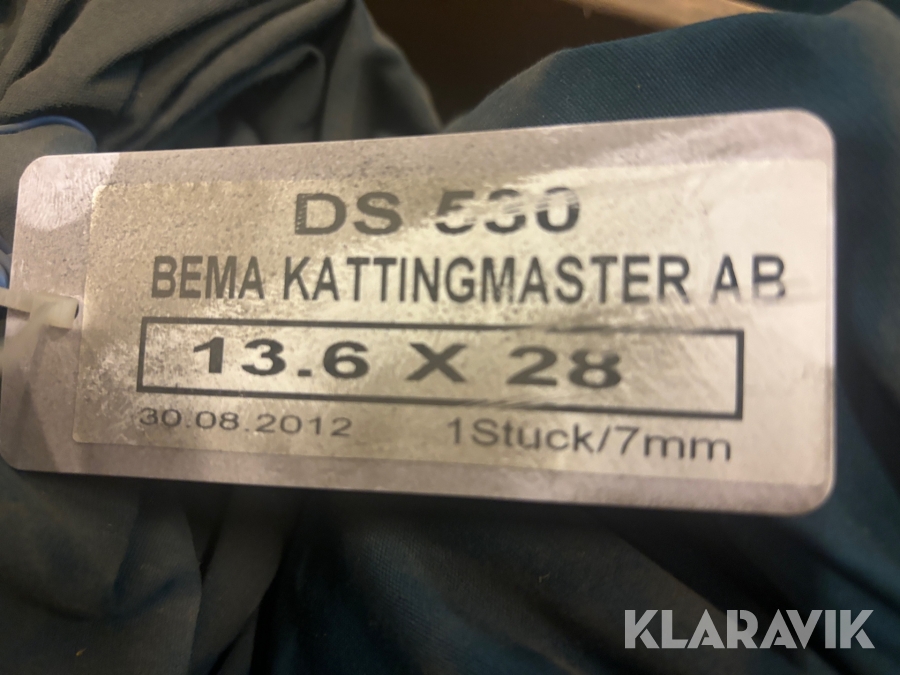 DS 530
BEMA KATTINGMASTER AB
13.6 X 28
30.08.2012 1Stuck/7mm
KLARAVIK